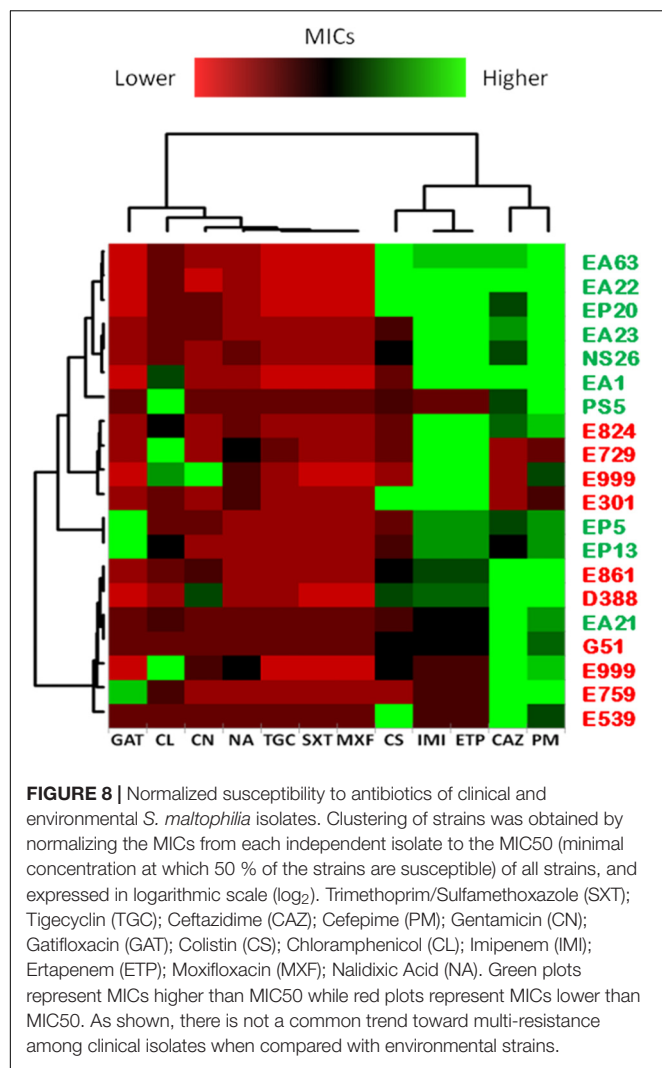 MICs
Lower Higher
EA63
EA22
EP20
EA23
NS26
EA1
PS5
E824
E729
E999
E301
EP5
EP13
E861
D388
EA21
G51
E999
E759
E539
GAT CL CN NA TGC SXT MXF CS IMI ETP CAZ PM
FIGURE 8 | Normalized susceptibility to antibiotics of clinical and
environmental S. maltophilia isolates. Clustering of strains was obtained by
normalizing the MICs from each independent isolate to the MIC50 (minimal
concentration at which 50 % of the strains are susceptible) of all strains, and
expressed in logarithmic scale (log₂). Trimethoprim/Sulfamethoxazole (SXT);
Tigecyclin (TGC); Ceftazidime (CAZ); Cefepime (PM); Gentamicin (CN);
Gatifloxacin (GAT); Colistin (CS); Chloramphenicol (CL); Imipenem (IMI);
Ertapenem (ETP); Moxifloxacin (MXF); Nalidixic Acid (NA). Green plots
represent MICs higher than MIC50 while red plots represent MICs lower than
MIC50. As shown, there is not a common trend toward multi-resistance
among clinical isolates when compared with environmental strains.